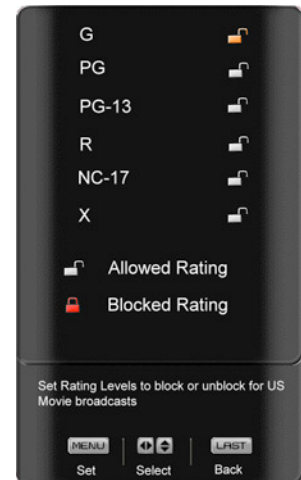 G
PG
PG-13
R
NC-17
X
Allowed Rating
Blocked Rating
Set Rating Levels to block or unblock for US
Movie broadcasts
MENU LAST
Set Select Back